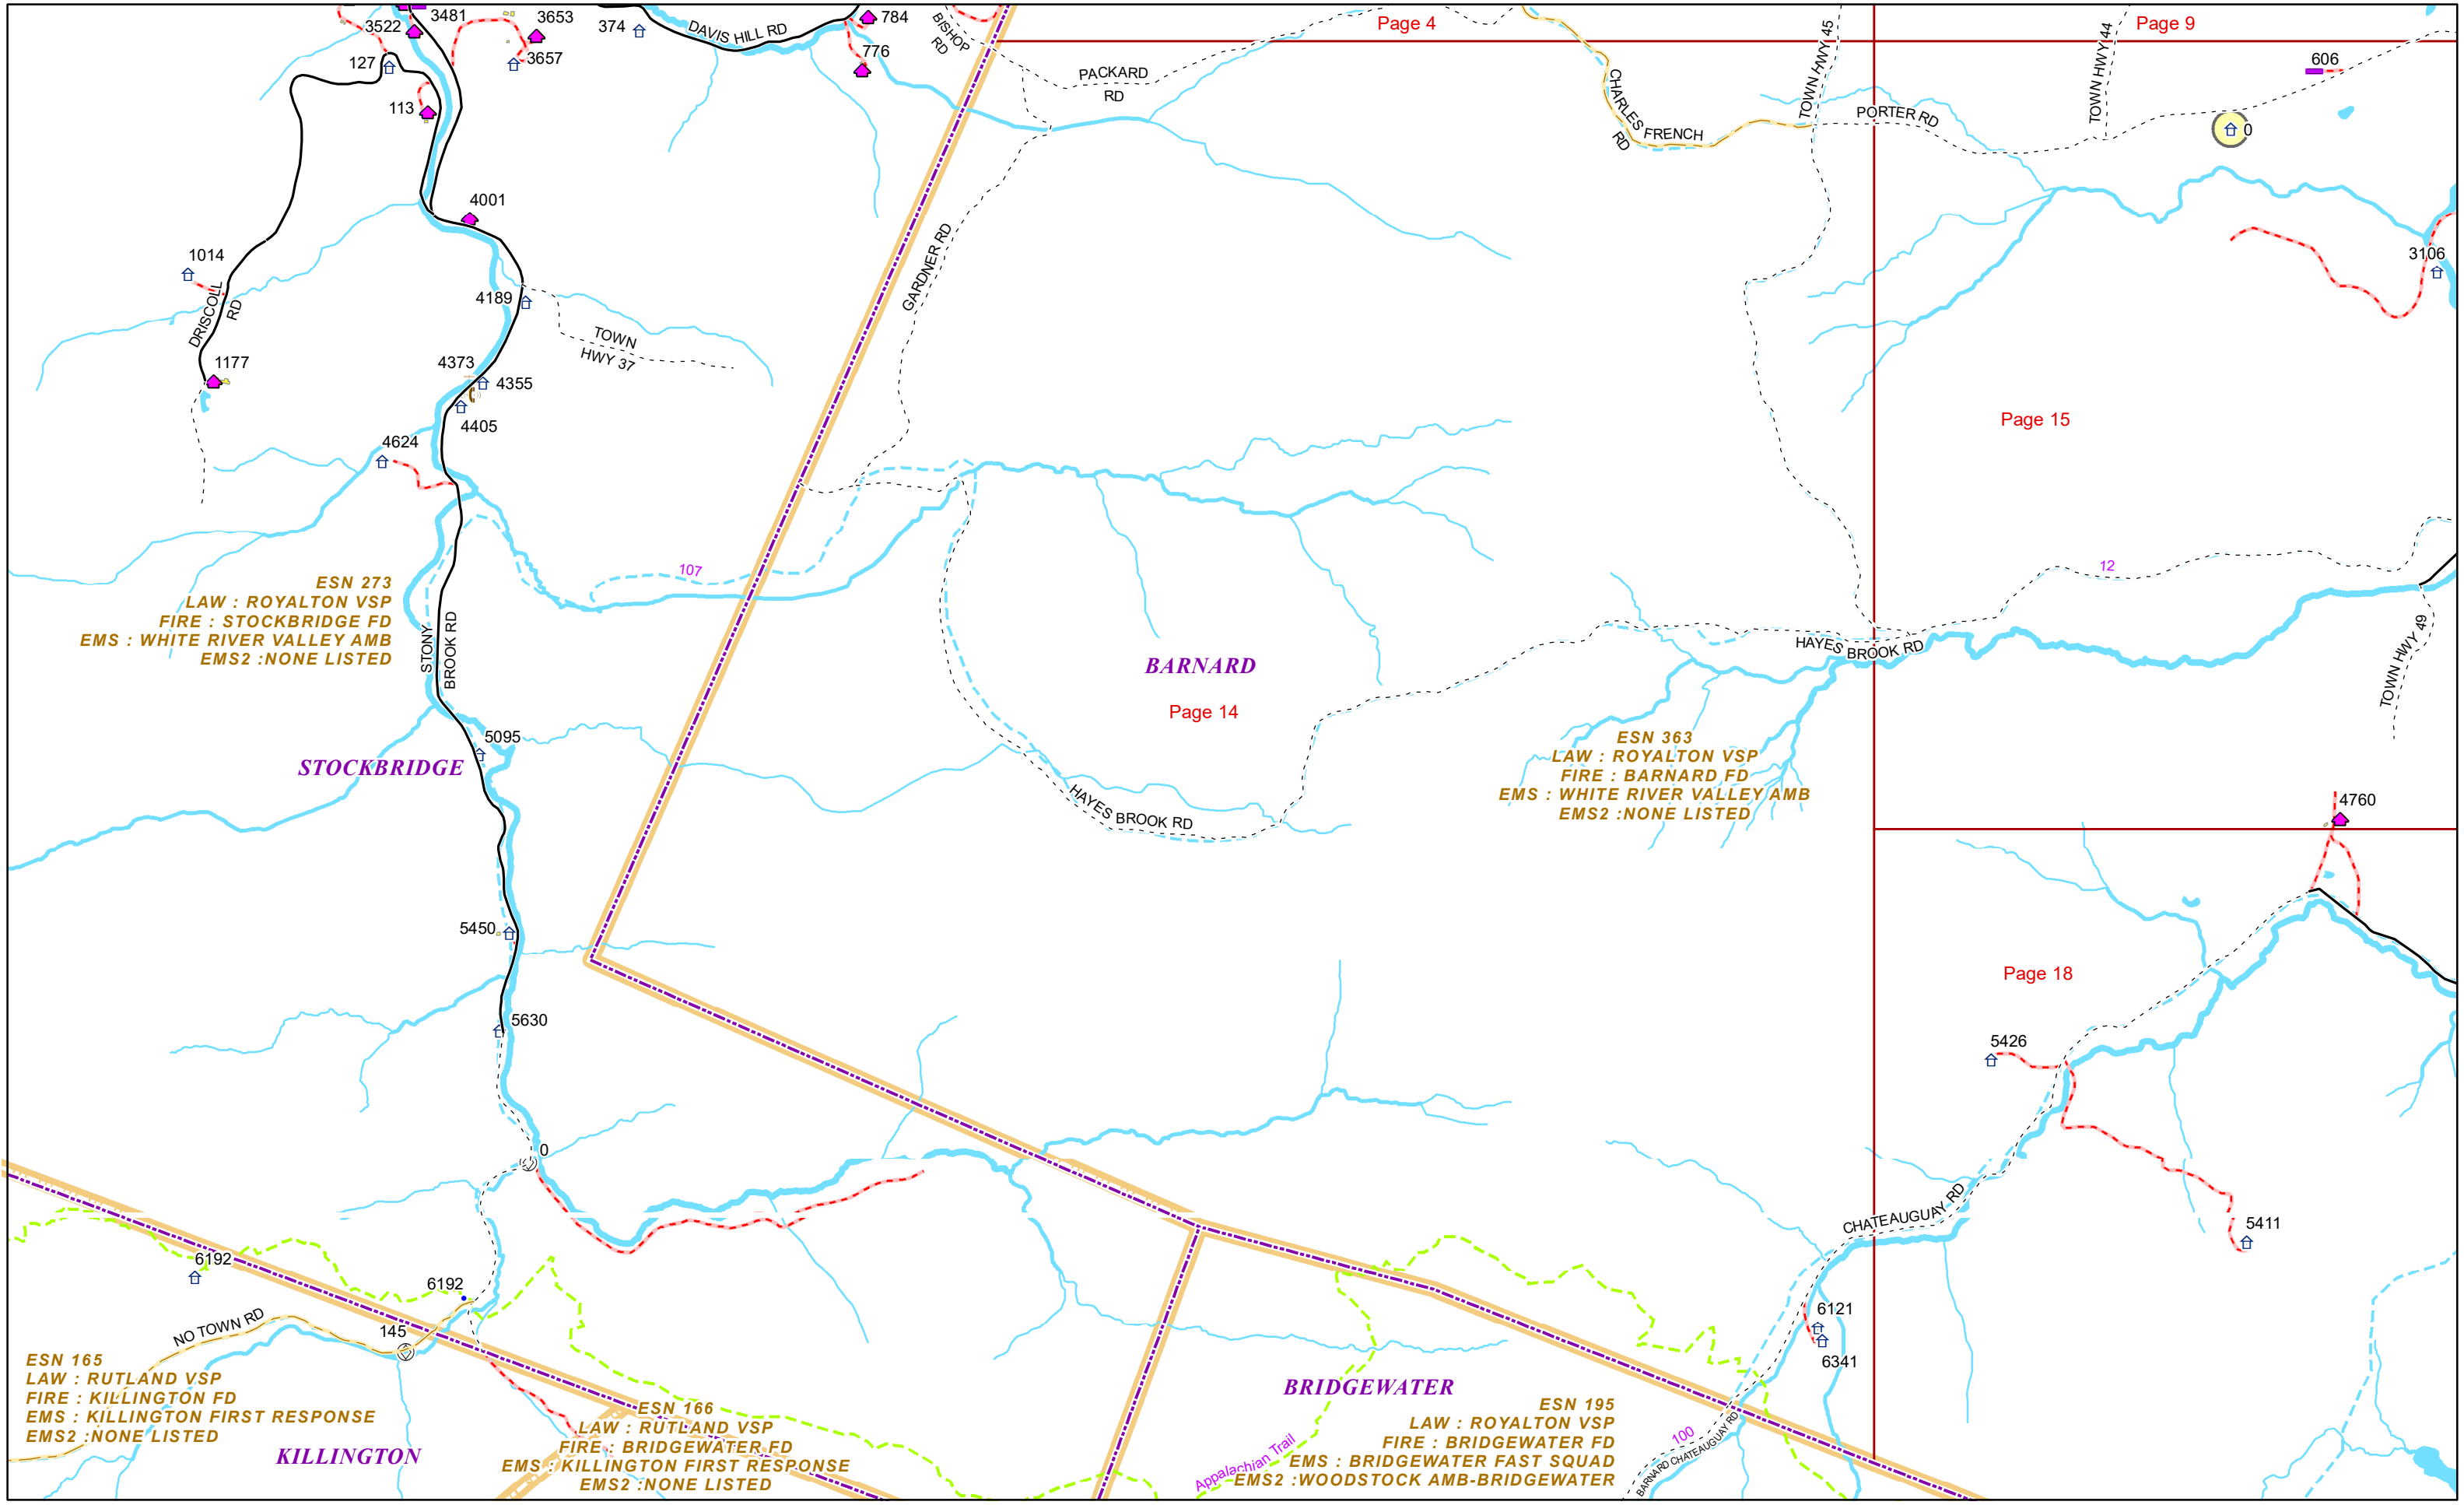 3522
3481
3653
3657
374
DAVIS HILL RD
784
776
BISHOP
RD
Page 4
TOWN HWY 45
TOWN HWY 44
Page 9
606
127
113
PACKARD
RD
CHARLES
FRENCH
RD
PORTER RD
0
4001
1014
DRISCOLL
RD
4189
GARDNER RD
3106
TOWN
HWY 37
1177
4373
4355
4405
4624
Page 15
107
12
ESN 273
LAW : ROYALTON VSP
FIRE : STOCKBRIDGE FD
EMS : WHITE RIVER VALLEY AMB
EMS2 :NONE LISTED
STONY
BROOK RD
HAYES BROOK RD
TOWN HWY 49
BARNARD
Page 14
5095
STOCKBRIDGE
ESN 363
LAW : ROYALTON VSP
FIRE : BARNARD FD
EMS : WHITE RIVER VALLEY AMB
EMS2 :NONE LISTED
HAYES BROOK RD
4760
5450
Page 18
5630
5426
0
CHATEAUGUAY RD
5411
6192
6192
145
NO TOWN RD
6121
6341
ESN 165
LAW : RUTLAND VSP
FIRE : KILLINGTON FD
EMS : KILLINGTON FIRST RESPONSE
EMS2 :NONE LISTED
KILLINGTON
ESN 166
LAW : RUTLAND VSP
FIRE : BRIDGEWATER FD
EMS : KILLINGTON FIRST RESPONSE
EMS2 :NONE LISTED
BRIDGEWATER
ESN 195
LAW : ROYALTON VSP
FIRE : BRIDGEWATER FD
EMS : BRIDGEWATER FAST SQUAD
EMS2 :WOODSTOCK AMB-BRIDGEWATER
Appalachian Trail
100
BARNARD CHATEAUGUAY RD